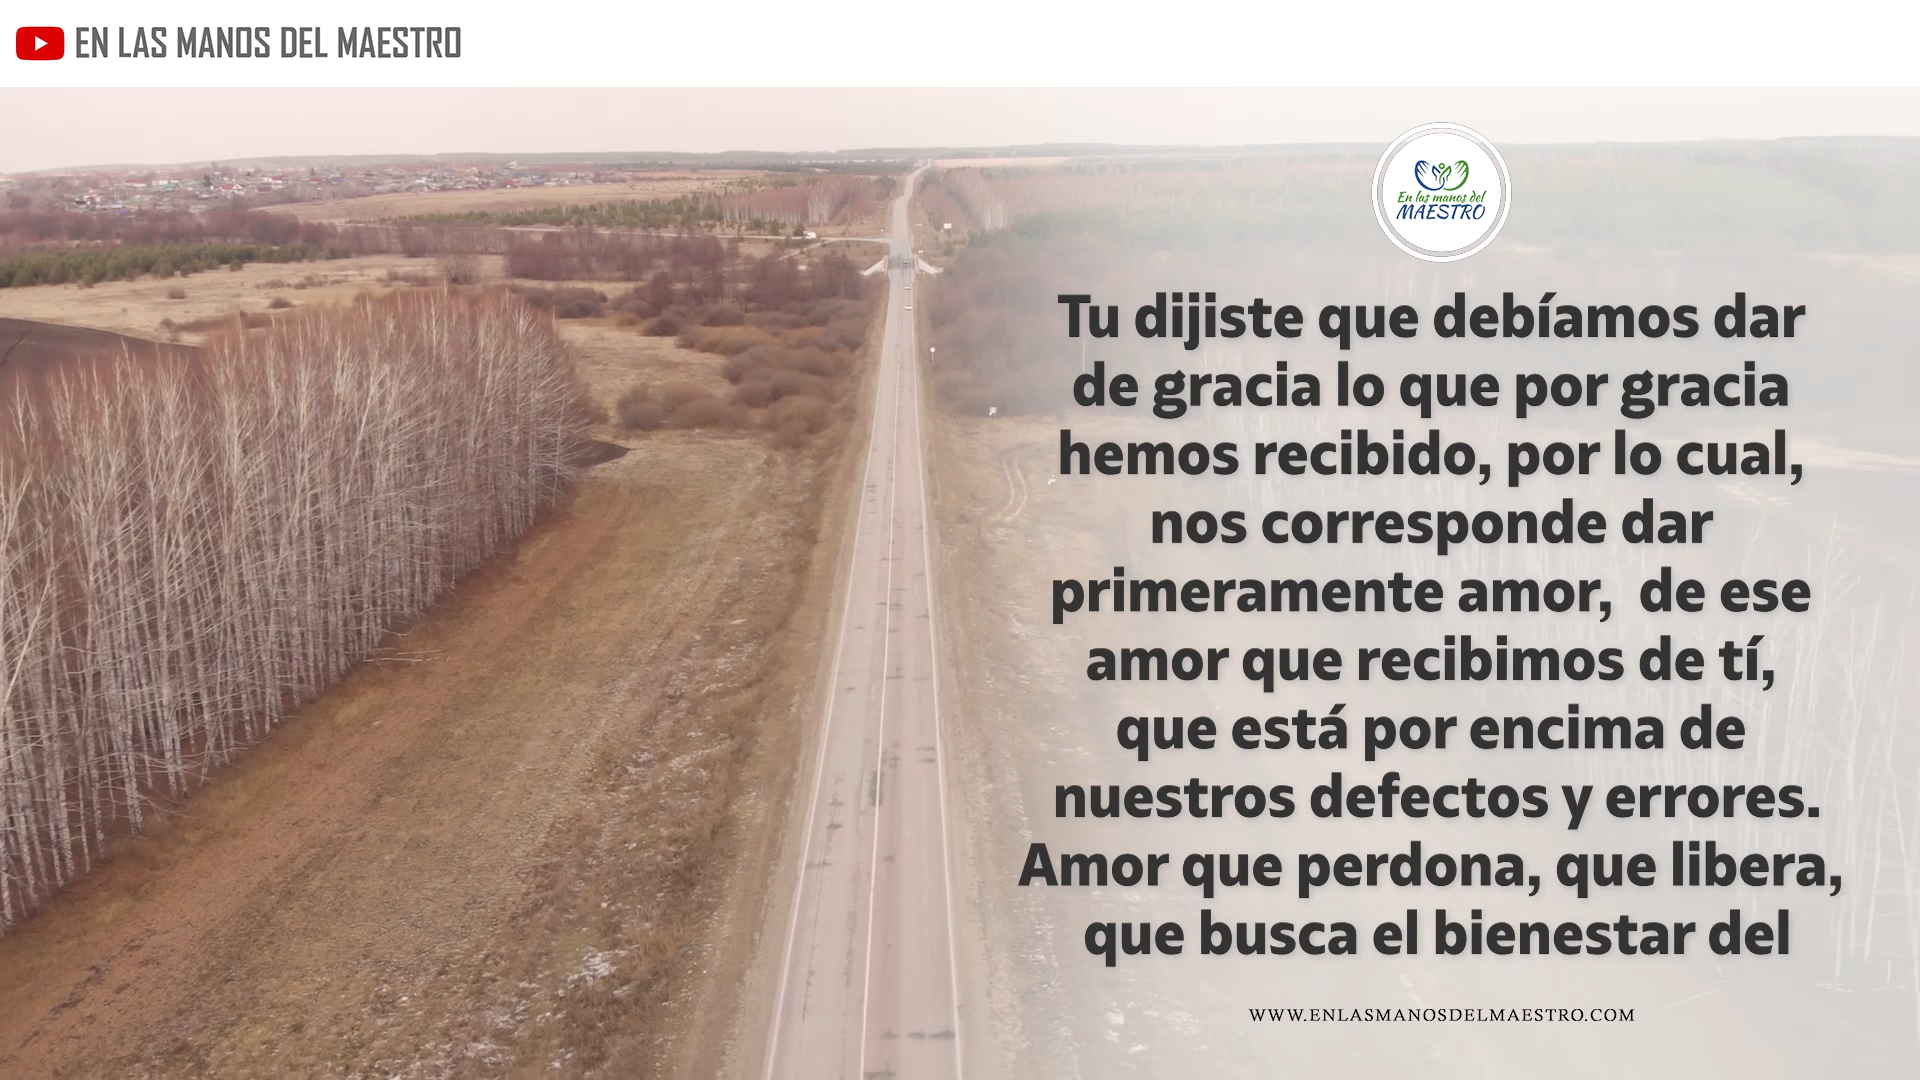 EN LAS MANOS DEL MAESTRO
En las manos del
MAESTRO
Tu dijiste que debíamos dar
de gracia lo que por gracia
hemos recibido, por lo cual,
nos corresponde dar
primeramente amor,  de ese
amor que recibimos de tí,
que está por encima de
nuestros defectos y errores.
Amor que perdona, que libera,
que busca el bienestar del
WWW.ENLASMANOSDELMAESTRO.COM